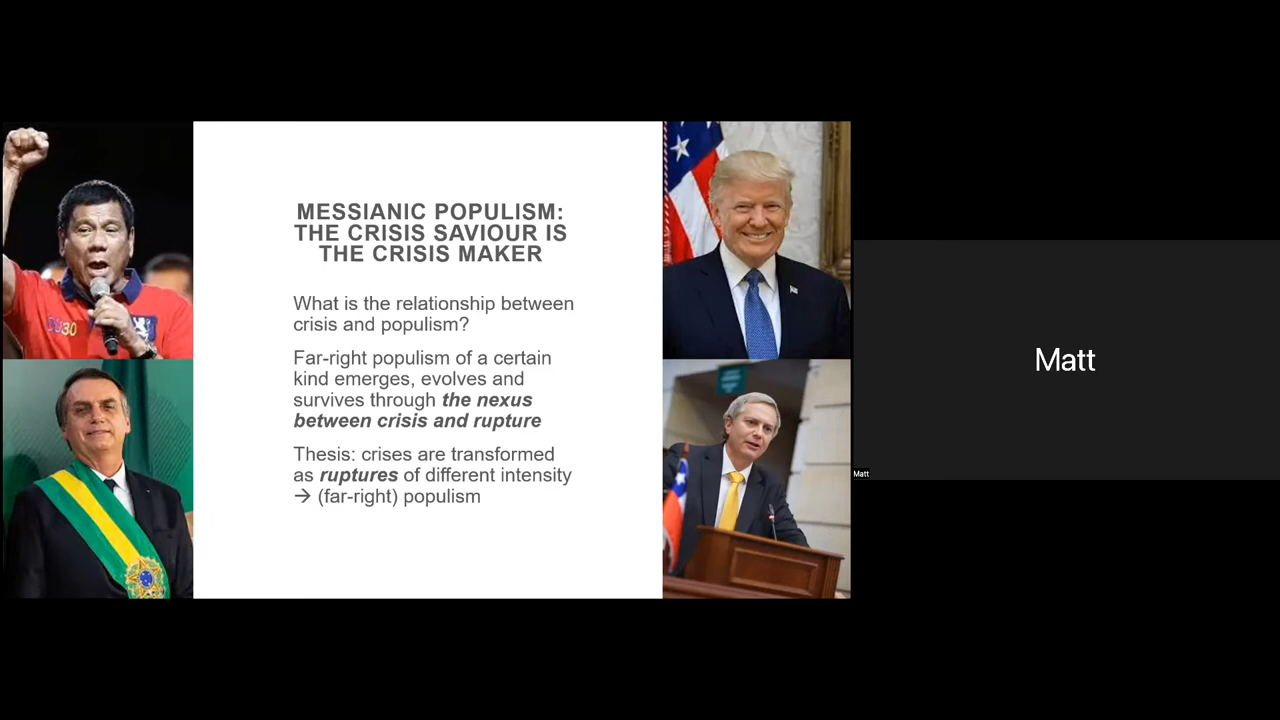 MESSIANIC POPULISM:
THE CRISIS SAVIOUR IS
THE CRISIS MAKER
What is the relationship between
crisis and populism?
Far-right populism of a certain
kind emerges, evolves and
survives through the nexus
between crisis and rupture
Thesis: crises are transformed
as ruptures of different intensity
→ (far-right) populism
DU30
Matt
Matt